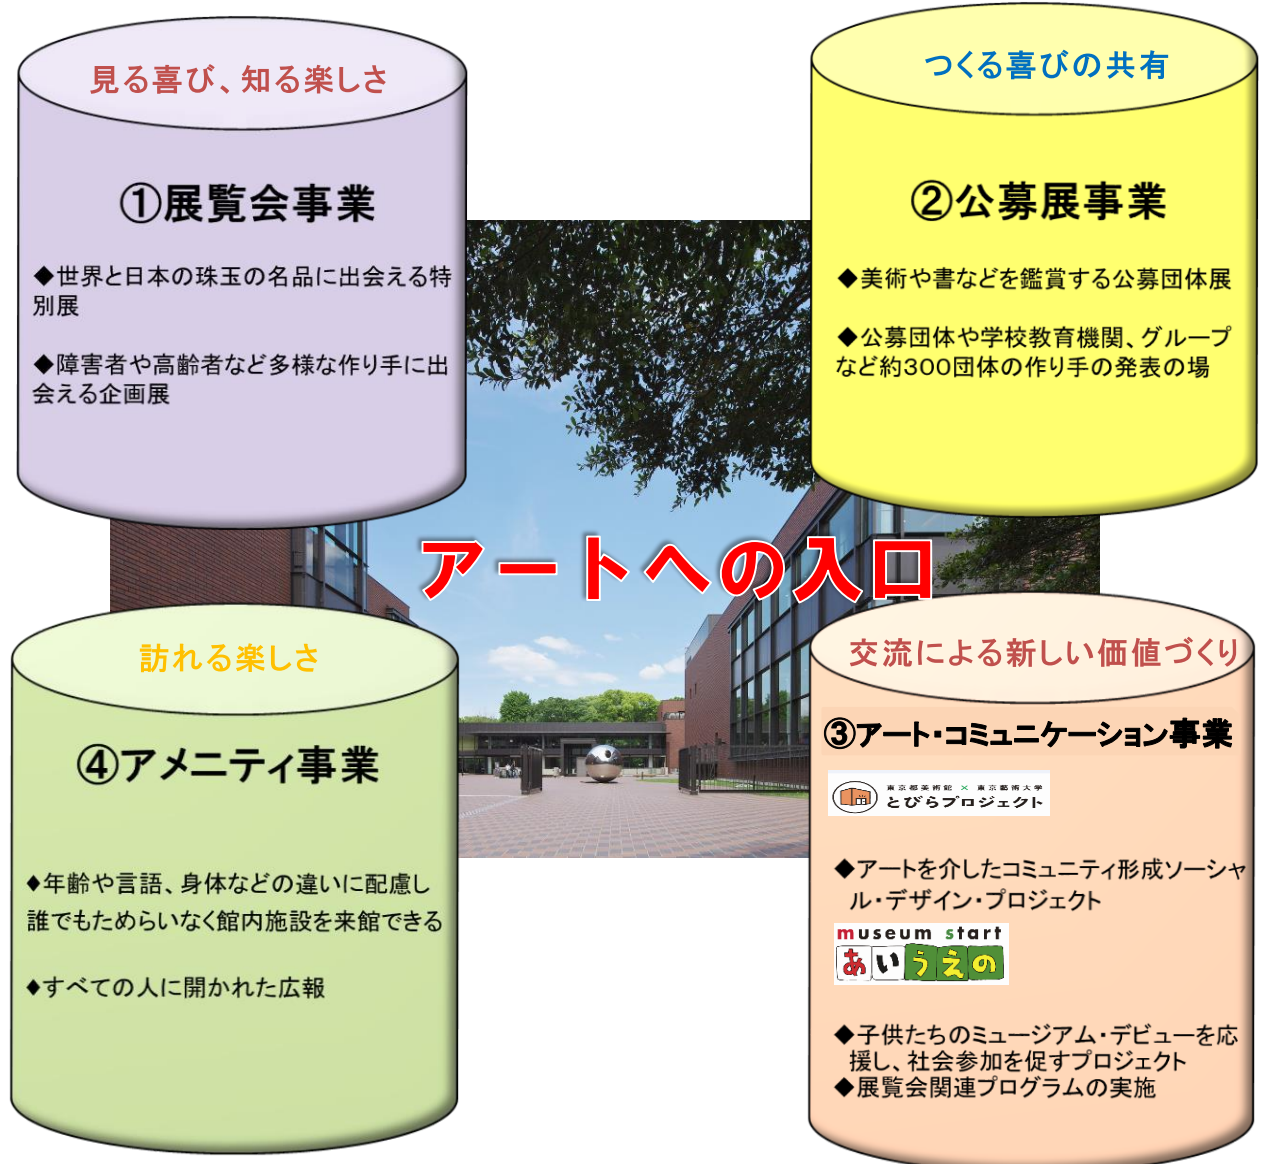 見る喜び、知る楽しさ
①展覧会事業
◆世界と日本の珠玉の名品に出会える特
別展
◆障害者や高齢者など多様な作り手に出
会える企画展
つくる喜びの共有
②公募展事業
◆美術や書などを鑑賞する公募団体展
◆公募団体や学校教育機関、グループ
など約300団体の作り手の発表の場
アートへの入口
訪れる楽しさ
④アメニティ事業
♦年齢や言語、身体などの違いに配慮し
誰でもためらいなく館内施設を来館できる
♦すべての人に開かれた広報
交流による新しい価値づくり
③アート・コミュニケーション事業
東京都美術館 × 東京藝術大学
とびらプロジェクト
◆アートを介したコミュニティ形成ソーシャ
ル・デザイン・プロジェクト
museum start
あいうえの
◆子供たちのミュージアム・デビューを応
援し、社会参加を促すプロジェクト
◆展覧会関連プログラムの実施